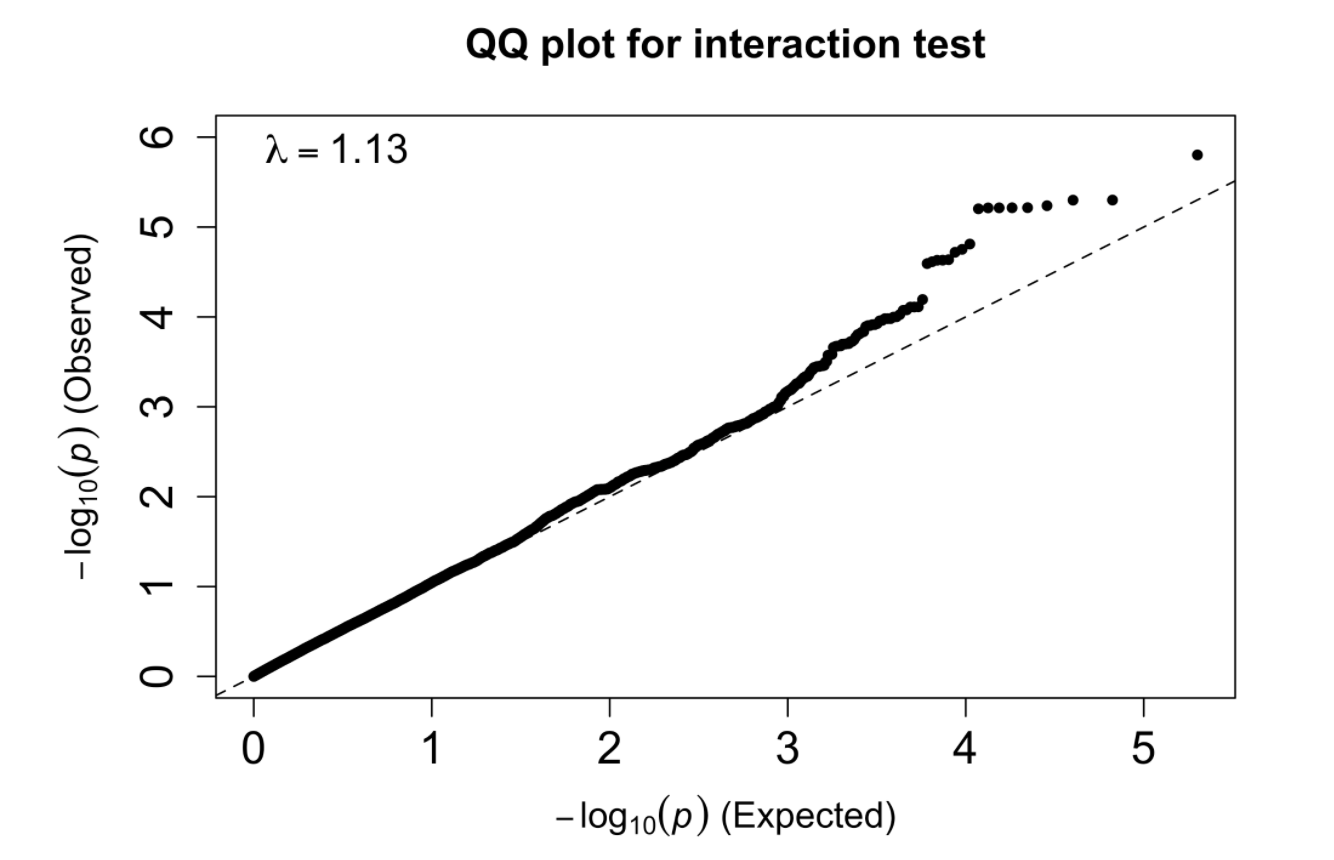 QQ plot for interaction test
λ = 1.13
6
5
4
3
2
1
0
−log10(p) (Observed)
0 1 2 3 4 5
−log10(p) (Expected)